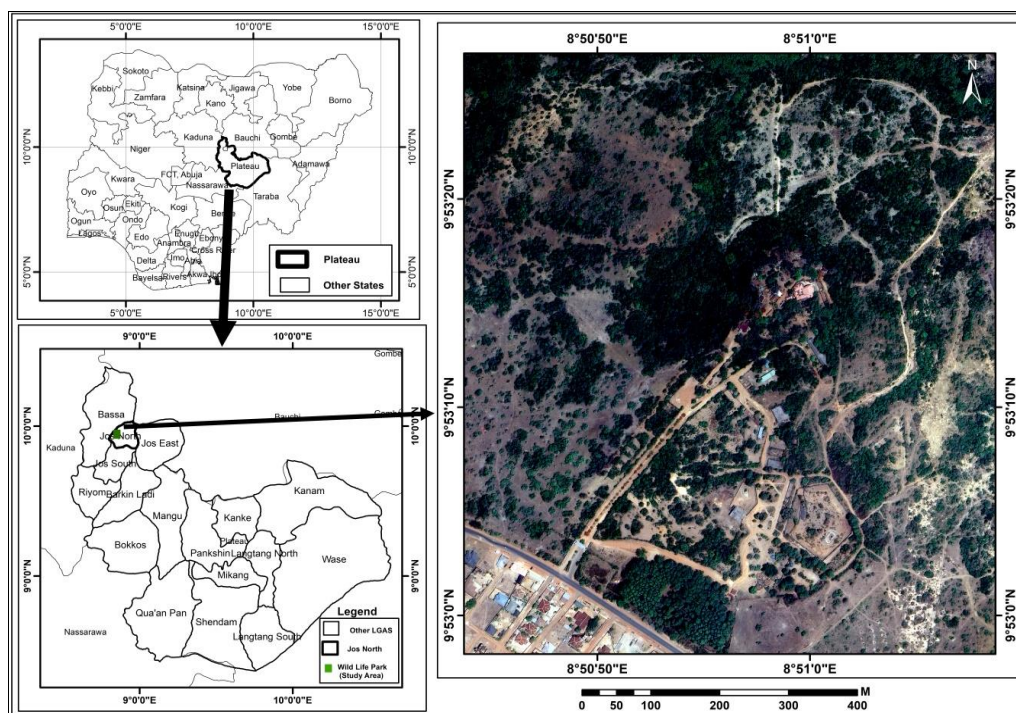 5°0'0"E 10°0'0"E 15°0'0"E
10°0'0"N
5°0'0"N
Sokoto
Kebbi
Zamfara
Katsina
Kano
Jigawa
Yobe
Borno
Kaduna
Bauchi
Gombe
Niger
Plateau
Adamawa
FCT, Abuja
Nassarawa
Kwara
Oyo
Taraba
Ekiti
Kogi
Osun
Ogun
Ondo
Lagos
Edo
Enugu
Ebony
Anambra
Cross River
Delta
Imo
Bayelsa
Rivers
Akwa Ibo
Plateau
Other States
10°0'0"N
5°0'0"N
5°0'0"E 10°0'0"E 15°0'0"E
9°0'0"E 10°0'0"E
Gombe
10°0'0"N
9°0'0"N
Bassa
Bauchi
Kaduna
Jos North
Jos East
Jos South
Riyom
Barkin Ladi
Kanam
Mangu
Kanke
Bokkos
Plateau
Pankshin
Langtang North
Wase
Mikang
Qua'an Pan
Shendam
Nassarawa
Langtang South
Legend
Other LGAS
Jos North
Wild Life Park
(Study Area)
10°0'0"N
9°0'0"N
9°0'0"E 10°0'0"E
8°50'50"E 8°51'0"E
N
9°53'20"N
9°53'10"N
9°53'0"N
9°53'20"N
9°53'10"N
9°53'0"N
8°50'50"E 8°51'0"E
M
0 50 100 200 300 400